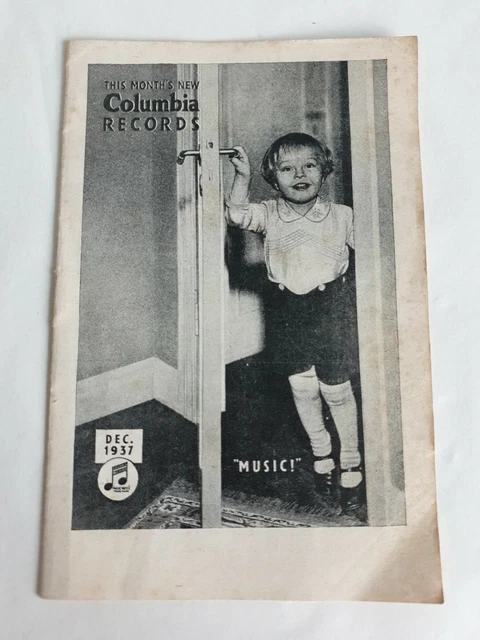 THIS MONTH'S NEW
Columbia
RECORDS
DEC.
1937
"MUSIC!"